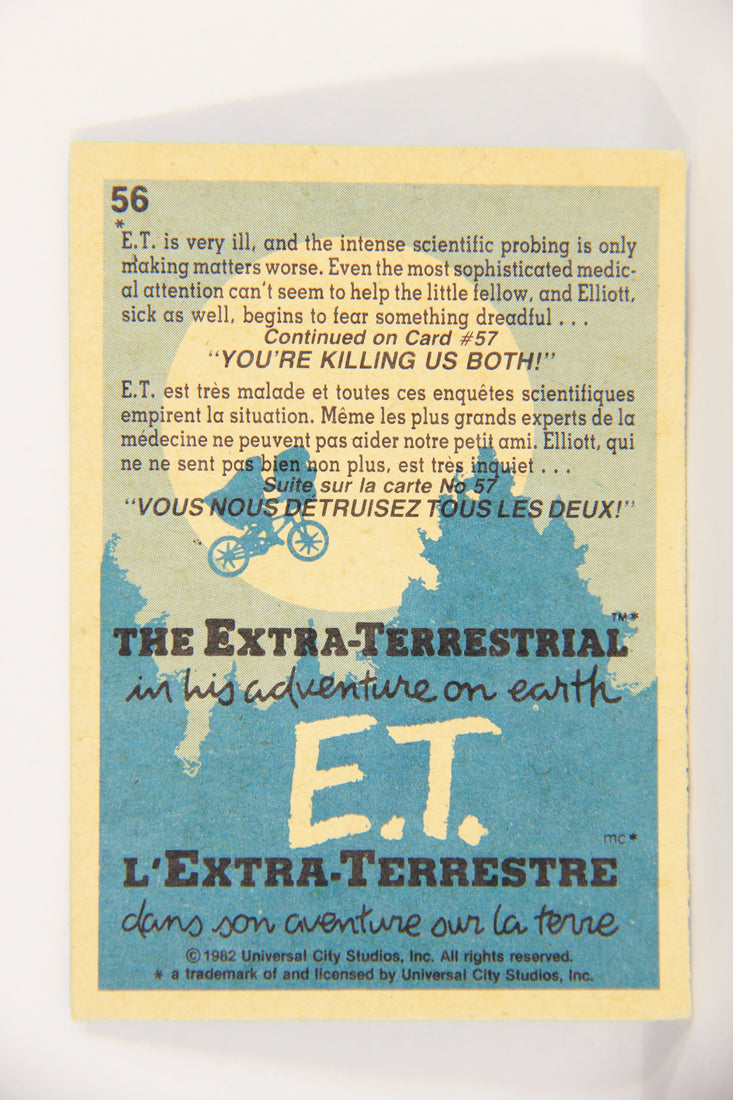 56
*
E.T. is very ill, and the intense scientific probing is only
making matters worse. Even the most sophisticated medic-
al attention can't seem to help the little fellow, and Elliott,
sick as well, begins to fear something dreadful . . .
Continued on Card #57
"YOU'RE KILLING US BOTH!"
E.T. est très malade et toutes ces enquêtes scientifiques
empirent la situation. Même les plus grands experts de la
médecine ne peuvent pas aider notre petit ami. Elliott, qui
ne ne sent pas bien non plus, est très inquiet . . .
Suite sur la carte No 57
"VOUS NOUS DÉTRUISEZ TOUS LES DEUX!"
THE EXTRA-TERRESTRIAL™*
in his adventure on earth
E.T.
L'EXTRA-TERRESTRE mc*
dans son aventure sur la terre
©1982 Universal City Studios, Inc. All rights reserved.
* a trademark of and licensed by Universal City Studios, Inc.